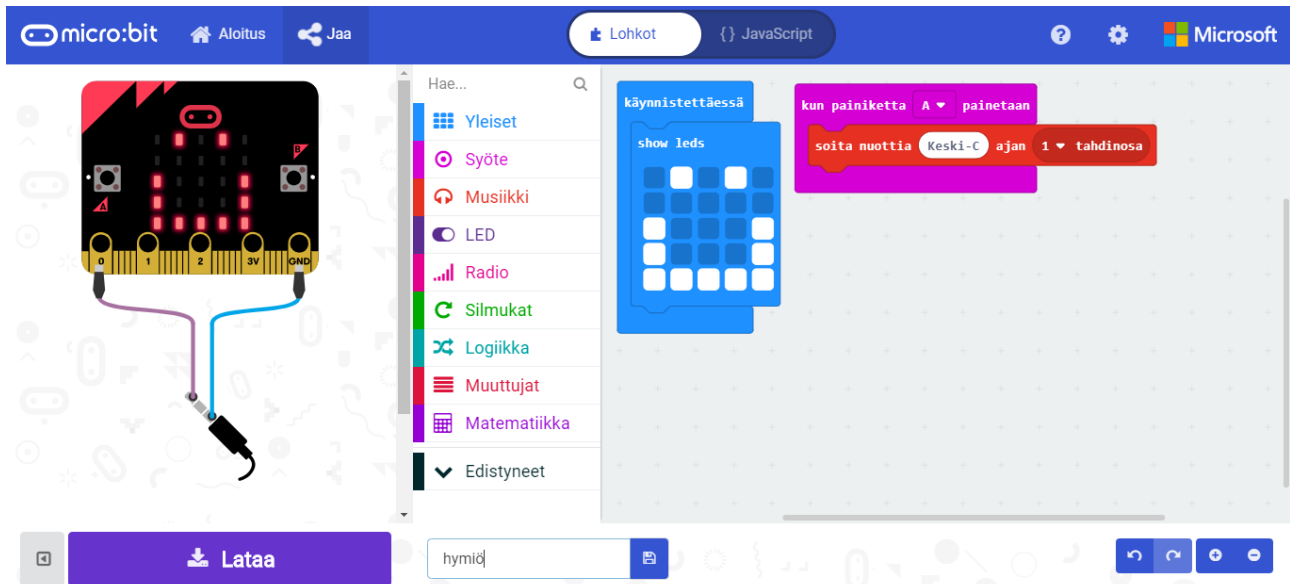 micro:bit Aloitus Jaa Lohkot {} JavaScript ? Microsoft
B
A
0 1 2 3V GND
Hae...
Yleiset
Syöte
Musiikki
LED
Radio
Silmukat
Logiikka
Muuttujat
Matematiikka
Edistyneet
käynnistettäessä
show leds
kun painiketta A painetaan
soita nuottia Keski-C ajan 1 tahdinosa
Lataa
hymiö